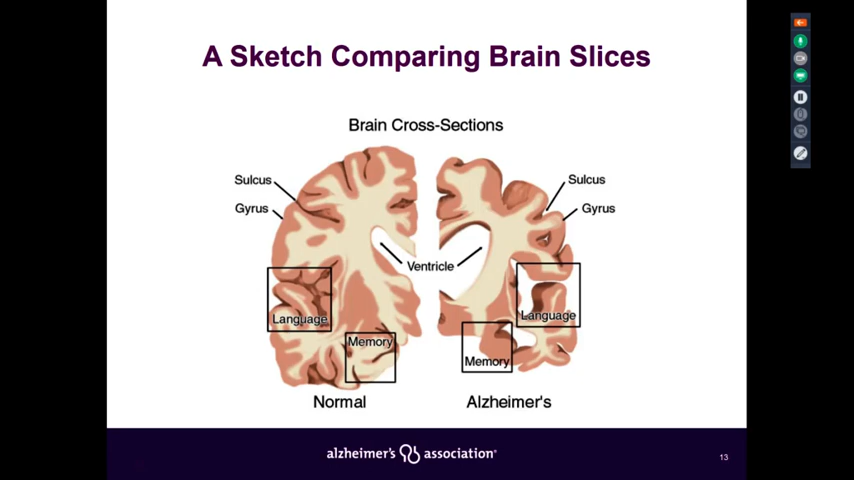 A Sketch Comparing Brain Slices
Brain Cross-Sections
Sulcus
Gyrus
Sulcus
Gyrus
Ventricle
Language
Memory
Language
Memory
Normal
Alzheimer's
alzheimer's association®
13